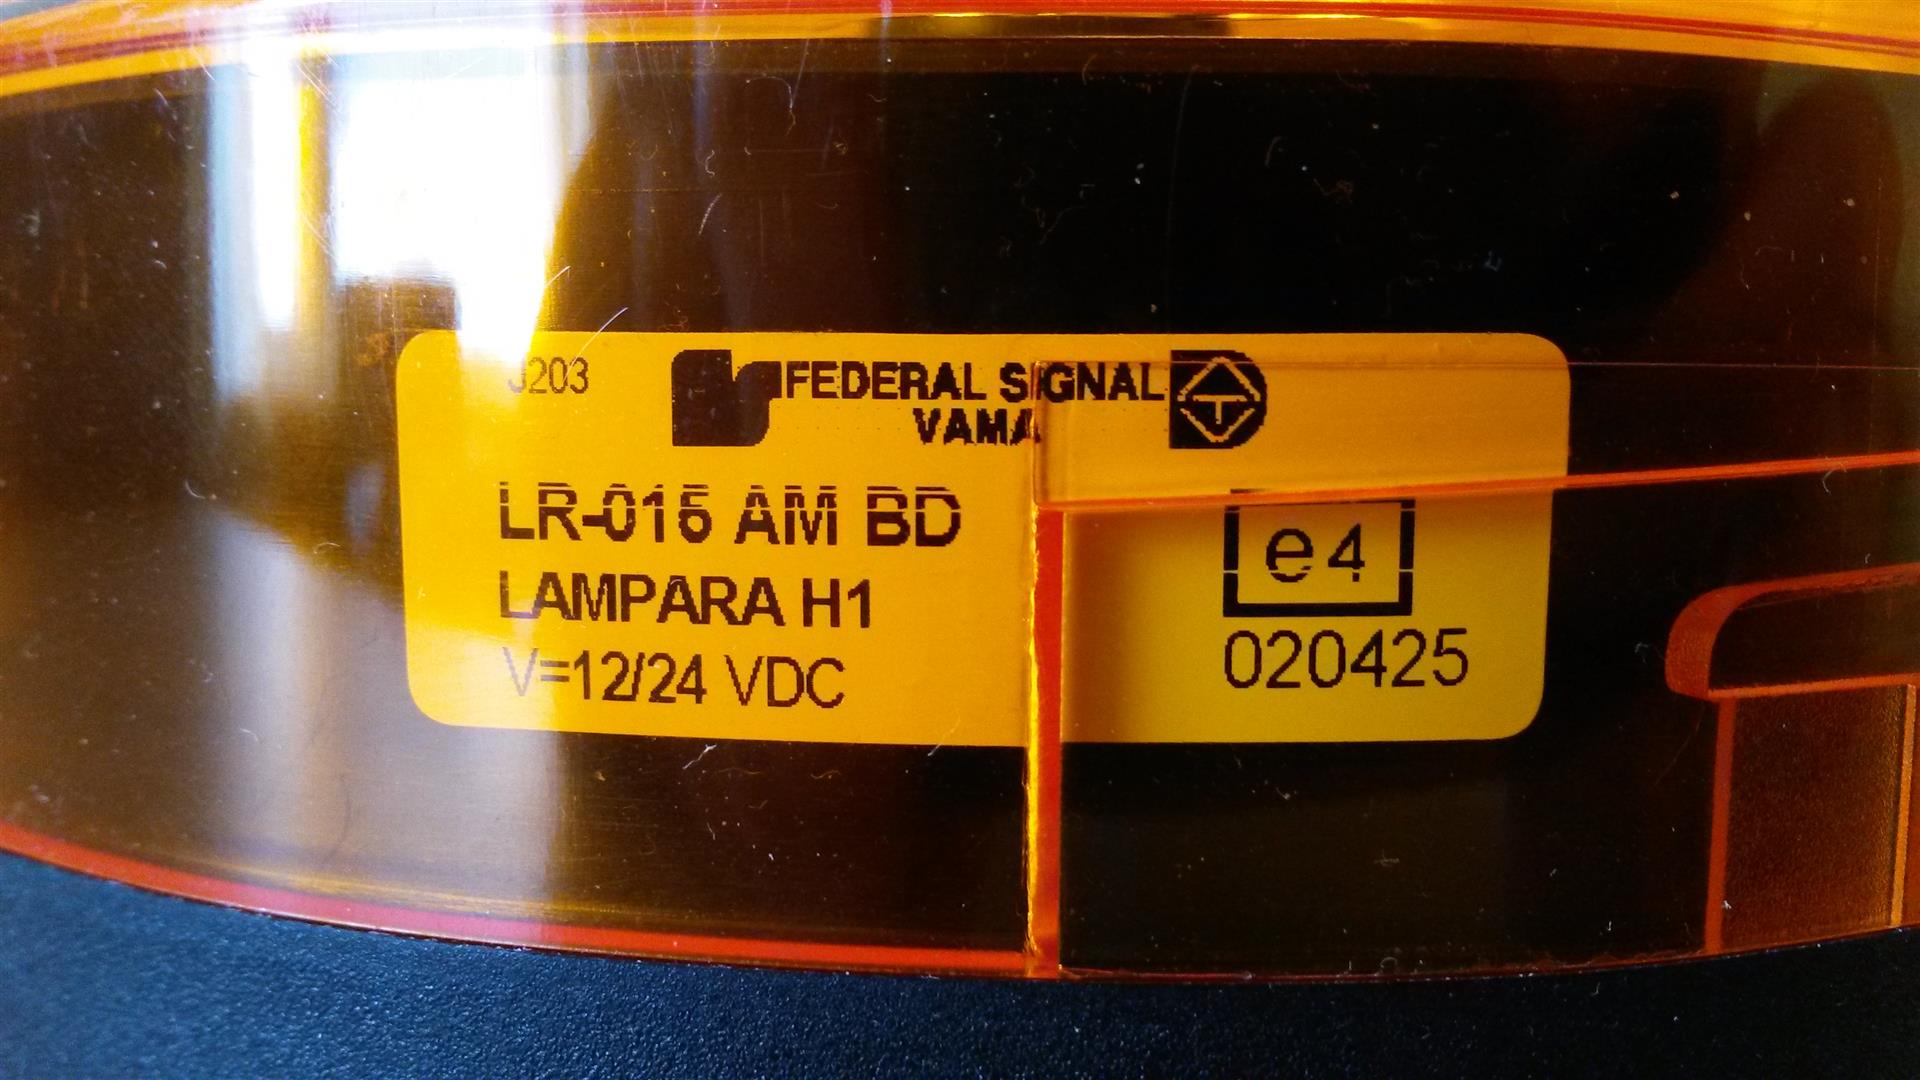 J203
FEDERAL SIGNAL
VAMA
LR-016 AM BD
LAMPARA H1
V=12/24 VDC
e4
020425